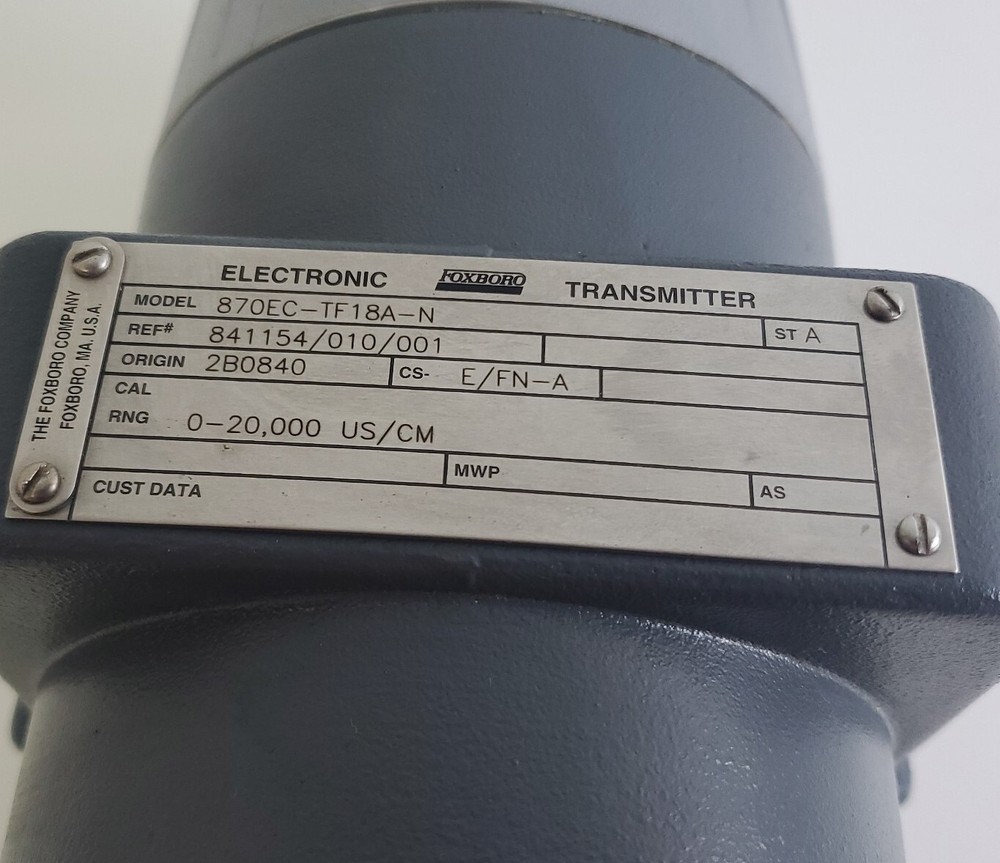 THE FOXBORO COMPANY
FOXBORO, MA. U.S.A.
ELECTRONIC FOXBORO TRANSMITTER
MODEL 870EC-TF18A-N ST A
REF# 841154/010/001
ORIGIN 2B0840 CS- E/FN-A
CAL
RNG 0-20,000 US/CM
MWP
CUST DATA AS